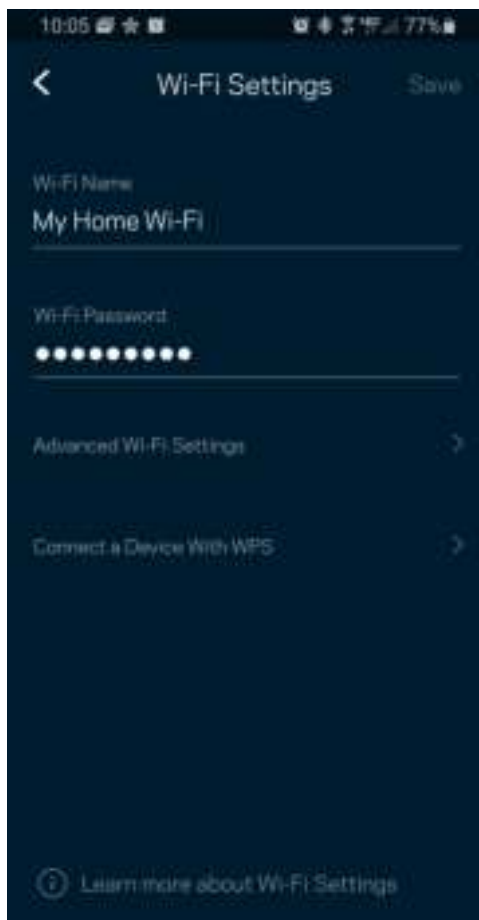 10:05 77%
Wi-Fi Settings Save
Wi-Fi Name
My Home Wi-Fi
Wi-Fi Password
●●●●●●●●●
Advanced Wi-Fi Settings
Connect a Device With WPS
Learn more about Wi-Fi Settings